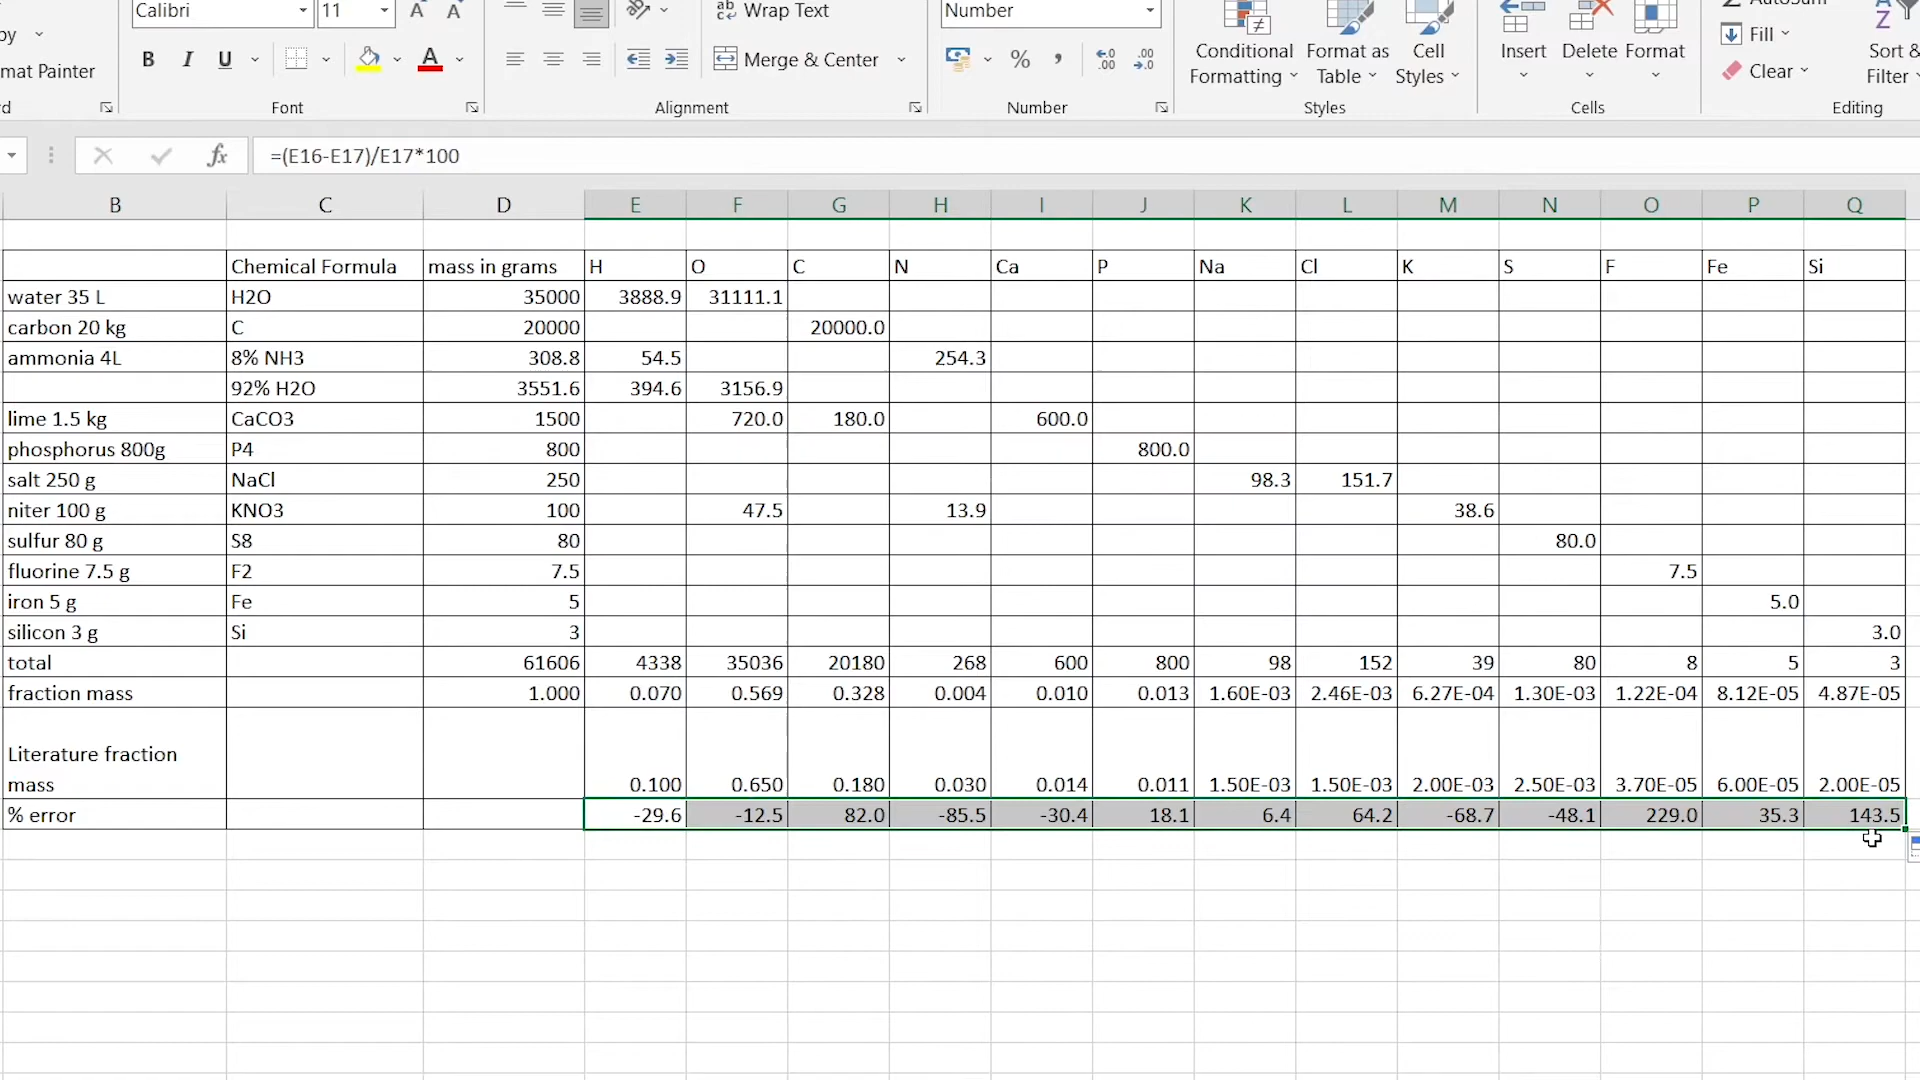 Calibri 11 A A ab Wrap Text Number
py Fill Sort &
mat Painter B I U A Merge & Center % , Conditional Formatting Format as Table Cell Styles Insert Delete Format Clear Filter
Font Alignment Number Styles Cells Editing
fx =(E16-E17)/E17*100
B C D E F G H I J K L M N O P Q
Chemical Formula mass in grams H O C N Ca P Na Cl K S F Fe Si
water 35 L H2O 35000 3888.9 31111.1
carbon 20 kg C 20000 20000.0
ammonia 4L 8% NH3 308.8 54.5 254.3
92% H2O 3551.6 394.6 3156.9
lime 1.5 kg CaCO3 1500 720.0 180.0 600.0
phosphorus 800g P4 800 800.0
salt 250 g NaCl 250 98.3 151.7
niter 100 g KNO3 100 47.5 13.9 38.6
sulfur 80 g S8 80 80.0
fluorine 7.5 g F2 7.5 7.5
iron 5 g Fe 5 5.0
silicon 3 g Si 3 3.0
total 61606 4338 35036 20180 268 600 800 98 152 39 80 8 5 3
fraction mass 1.000 0.070 0.569 0.328 0.004 0.010 0.013 1.60E-03 2.46E-03 6.27E-04 1.30E-03 1.22E-04 8.12E-05 4.87E-05
Literature fraction
mass 0.100 0.650 0.180 0.030 0.014 0.011 1.50E-03 1.50E-03 2.00E-03 2.50E-03 3.70E-05 6.00E-05 2.00E-05
% error -29.6 -12.5 82.0 -85.5 -30.4 18.1 6.4 64.2 -68.7 -48.1 229.0 35.3 143.5